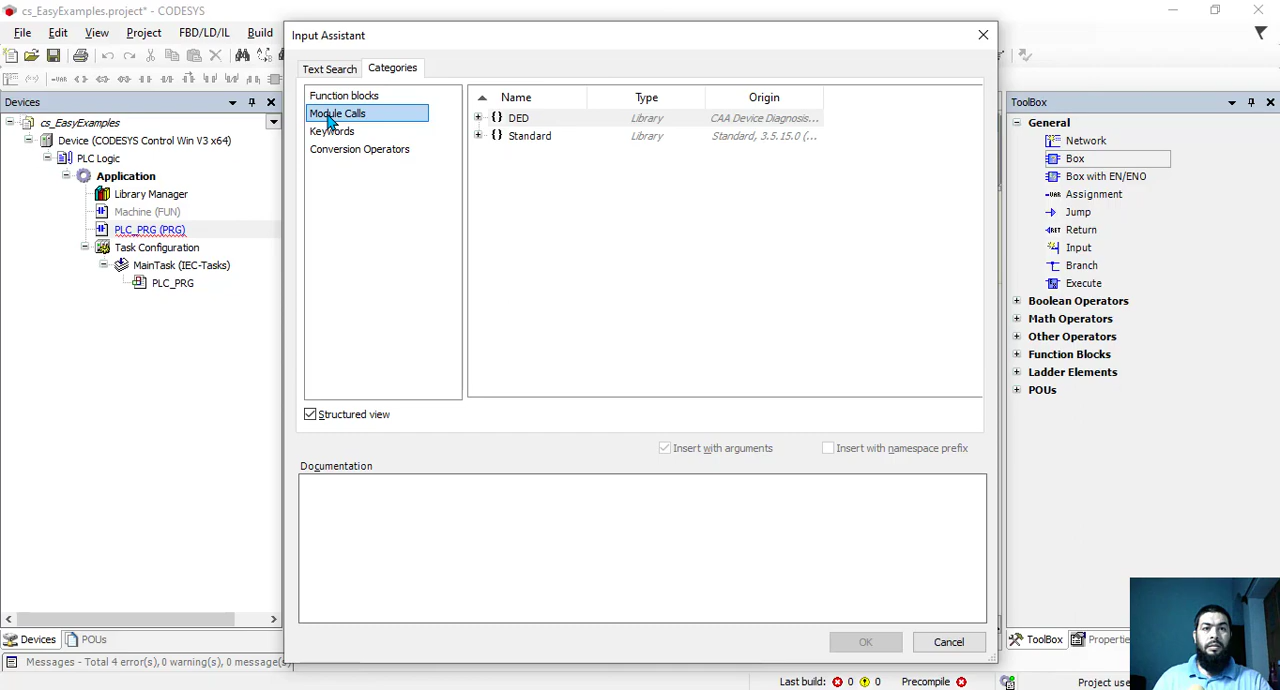 cs_EasyExamples.project* - CODESYS
File Edit View Project FBD/LD/IL Build
Input Assistant
Text Search Categories
Function blocks
Module Calls
Keywords
Conversion Operators
Name Type Origin
DED Library CAA Device Diagnosis...
Standard Library Standard, 3.5.15.0 (...
Structured view
Insert with arguments Insert with namespace prefix
Documentation
OK Cancel
Devices
cs_EasyExamples
Device (CODESYS Control Win V3 x64)
PLC Logic
Application
Library Manager
Machine (FUN)
PLC_PRG (PRG)
Task Configuration
MainTask (IEC-Tasks)
PLC_PRG
Devices POUs
Messages - Total 4 error(s), 0 warning(s), 0 message(s)
ToolBox
General
Network
Box
Box with EN/ENO
Assignment
Jump
Return
Input
Branch
Execute
Boolean Operators
Math Operators
Other Operators
Function Blocks
Ladder Elements
POUs
ToolBox Properties
Last build: 0 0 Precompile Project use